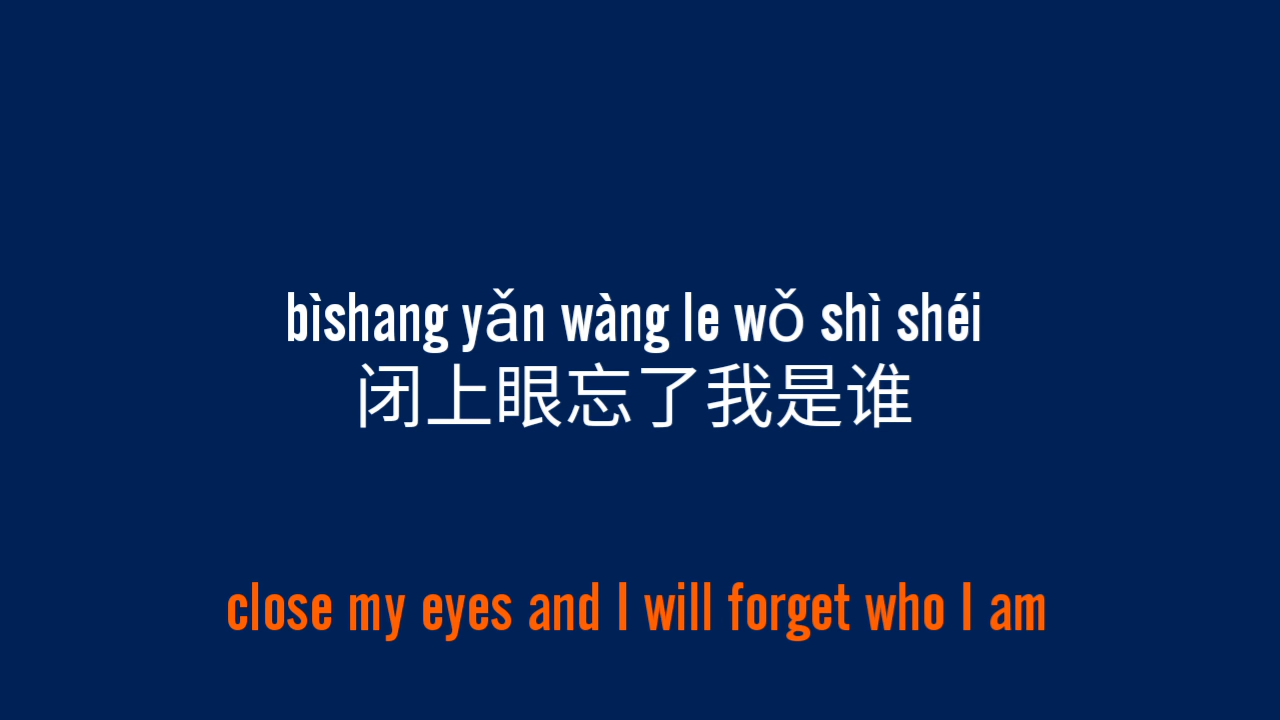 bìshang yǎn wàng le wǒ shì shéi
闭上眼忘了我是谁
close my eyes and I will forget who I am